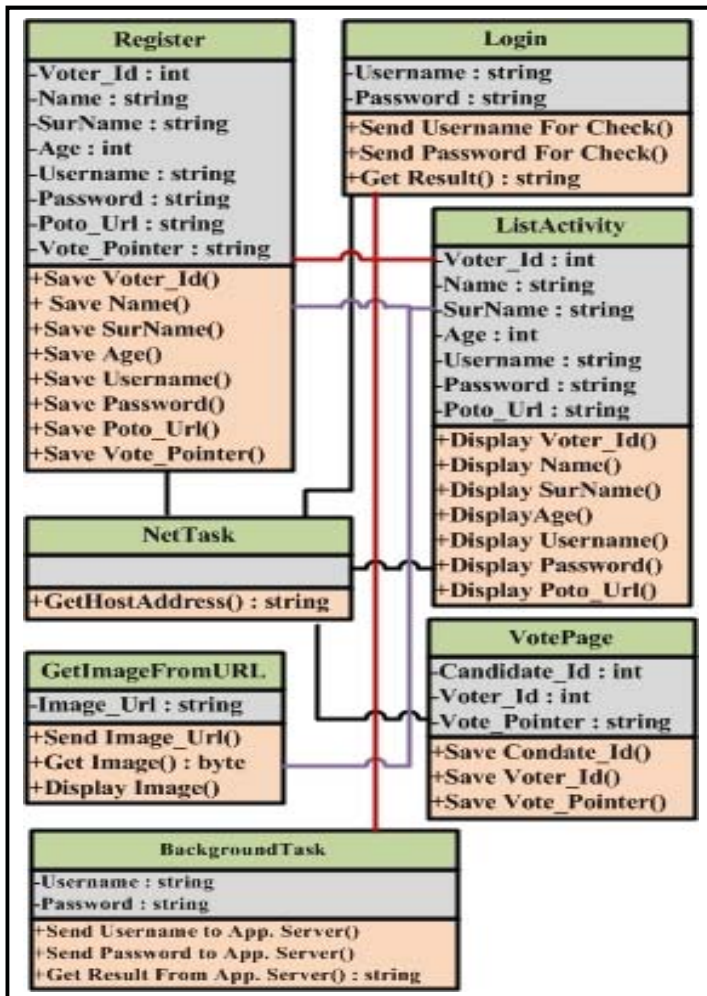 Register
-Voter_Id : int
-Name : string
-SurName : string
-Age : int
-Username : string
-Password : string
-Poto_Url : string
-Vote_Pointer : string
+Save Voter_Id()
+ Save Name()
+Save SurName()
+Save Age()
+Save Username()
+Save Password()
+Save Poto_Url()
+Save Vote_Pointer()
Login
-Username : string
-Password : string
+Send Username For Check()
+Send Password For Check()
+Get Result() : string
ListActivity
-Voter_Id : int
-Name : string
-SurName : string
-Age : int
-Username : string
-Password : string
-Poto_Url : string
+Display Voter_Id()
+Display Name()
+Display SurName()
+DisplayAge()
+Display Username()
+Display Password()
+Display Poto_Url()
NetTask
+GetHostAddress() : string
GetImageFromURL
-Image_Url : string
+Send Image_Url()
+Get Image() : byte
+Display Image()
VotePage
-Candidate_Id : int
-Voter_Id : int
-Vote_Pointer : string
+Save Condate_Id()
+Save Voter_Id()
+Save Vote_Pointer()
BackgroundTask
-Username : string
-Password : string
+Send Username to App. Server()
+Send Password to App. Server()
+Get Result From App. Server() : string